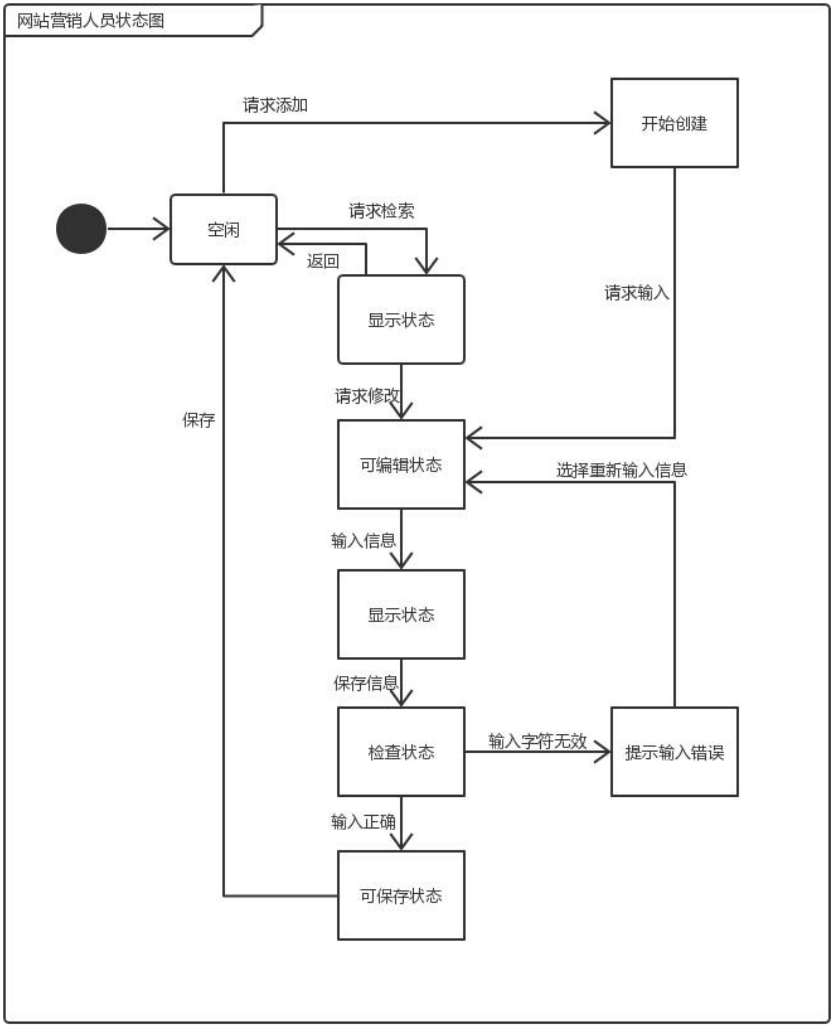 网站营销人员状态图
请求添加
开始创建
请求检索
空闲
返回
请求输入
显示状态
请求修改
保存
可编辑状态
选择重新输入信息
输入信息
显示状态
保存信息
检查状态
输入字符无效
提示输入错误
输入正确
可保存状态